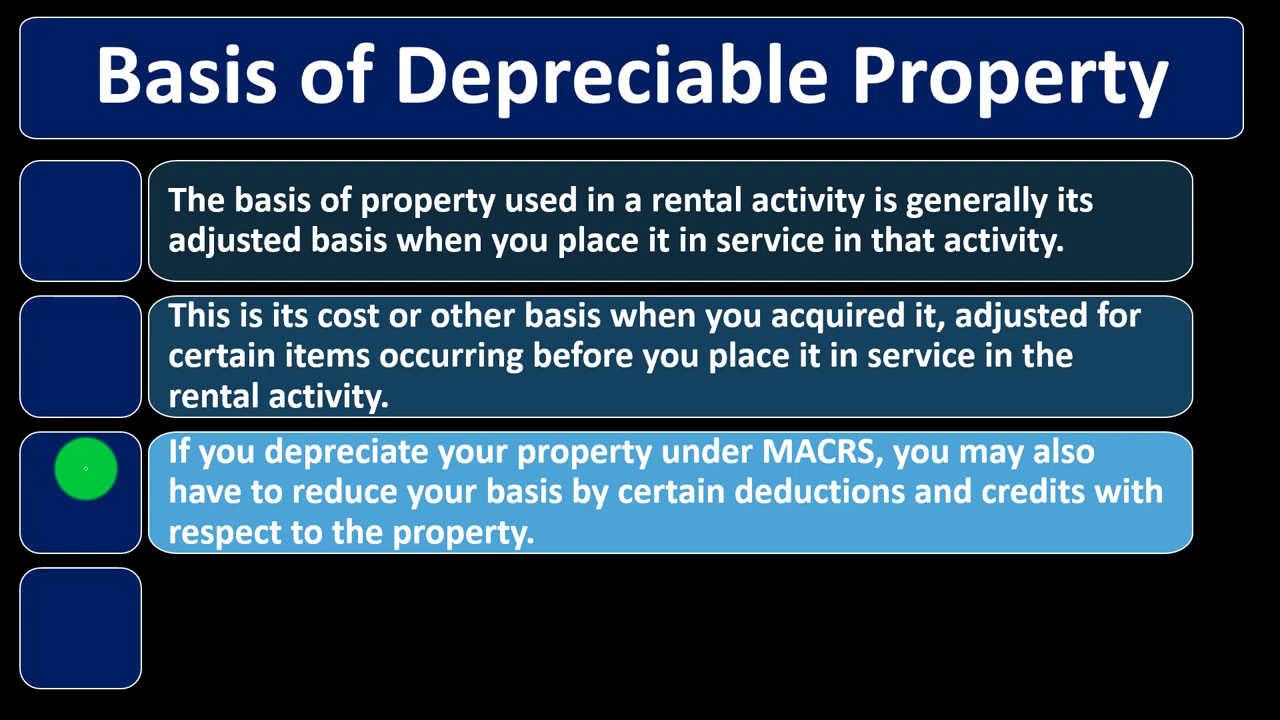 Basis of Depreciable Property
The basis of property used in a rental activity is generally its
adjusted basis when you place it in service in that activity.
This is its cost or other basis when you acquired it, adjusted for
certain items occurring before you place it in service in the
rental activity.
If you depreciate your property under MACRS, you may also
have to reduce your basis by certain deductions and credits with
respect to the property.